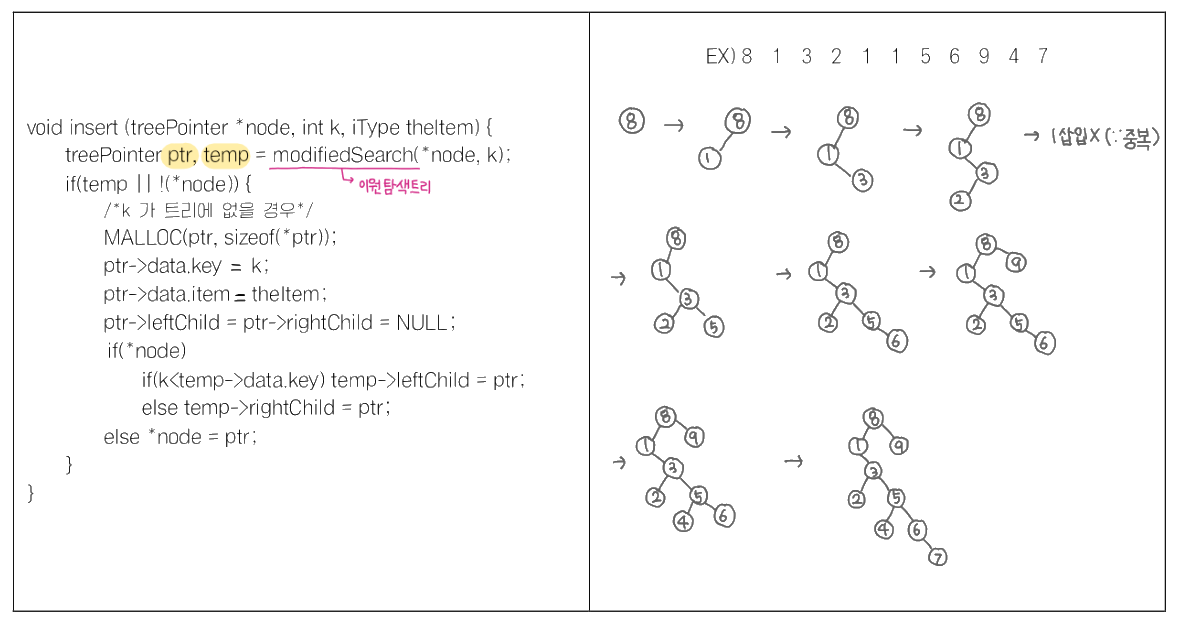 void insert (treePointer *node, int k, iType theItem) {
treePointer ptr, temp = modifiedSearch(*node, k);
이원탐색트리
if(temp || !(*node)) {
/*k 가 트리에 없을 경우*/
MALLOC(ptr, sizeof(*ptr));
ptr->data.key = k;
ptr->data.item = theItem;
ptr->leftChild = ptr->rightChild = NULL;
if(*node)
if(k<temp->data.key) temp->leftChild = ptr;
else temp->rightChild = ptr;
else *node = ptr;
}
}
EX) 8 1 3 2 1 1 5 6 9 4 7
8 → 8 → 8 → 8 → 1 삽입X (∵중복)
1 1 1
3 3
2
→ 8 → 8 → 8
1 1 1 9
3 3 3
2 5 2 5 2 5
6 6
→ 8 → 8
1 9 1 9
3 3
2 5 2 5
4 6 4 6
7